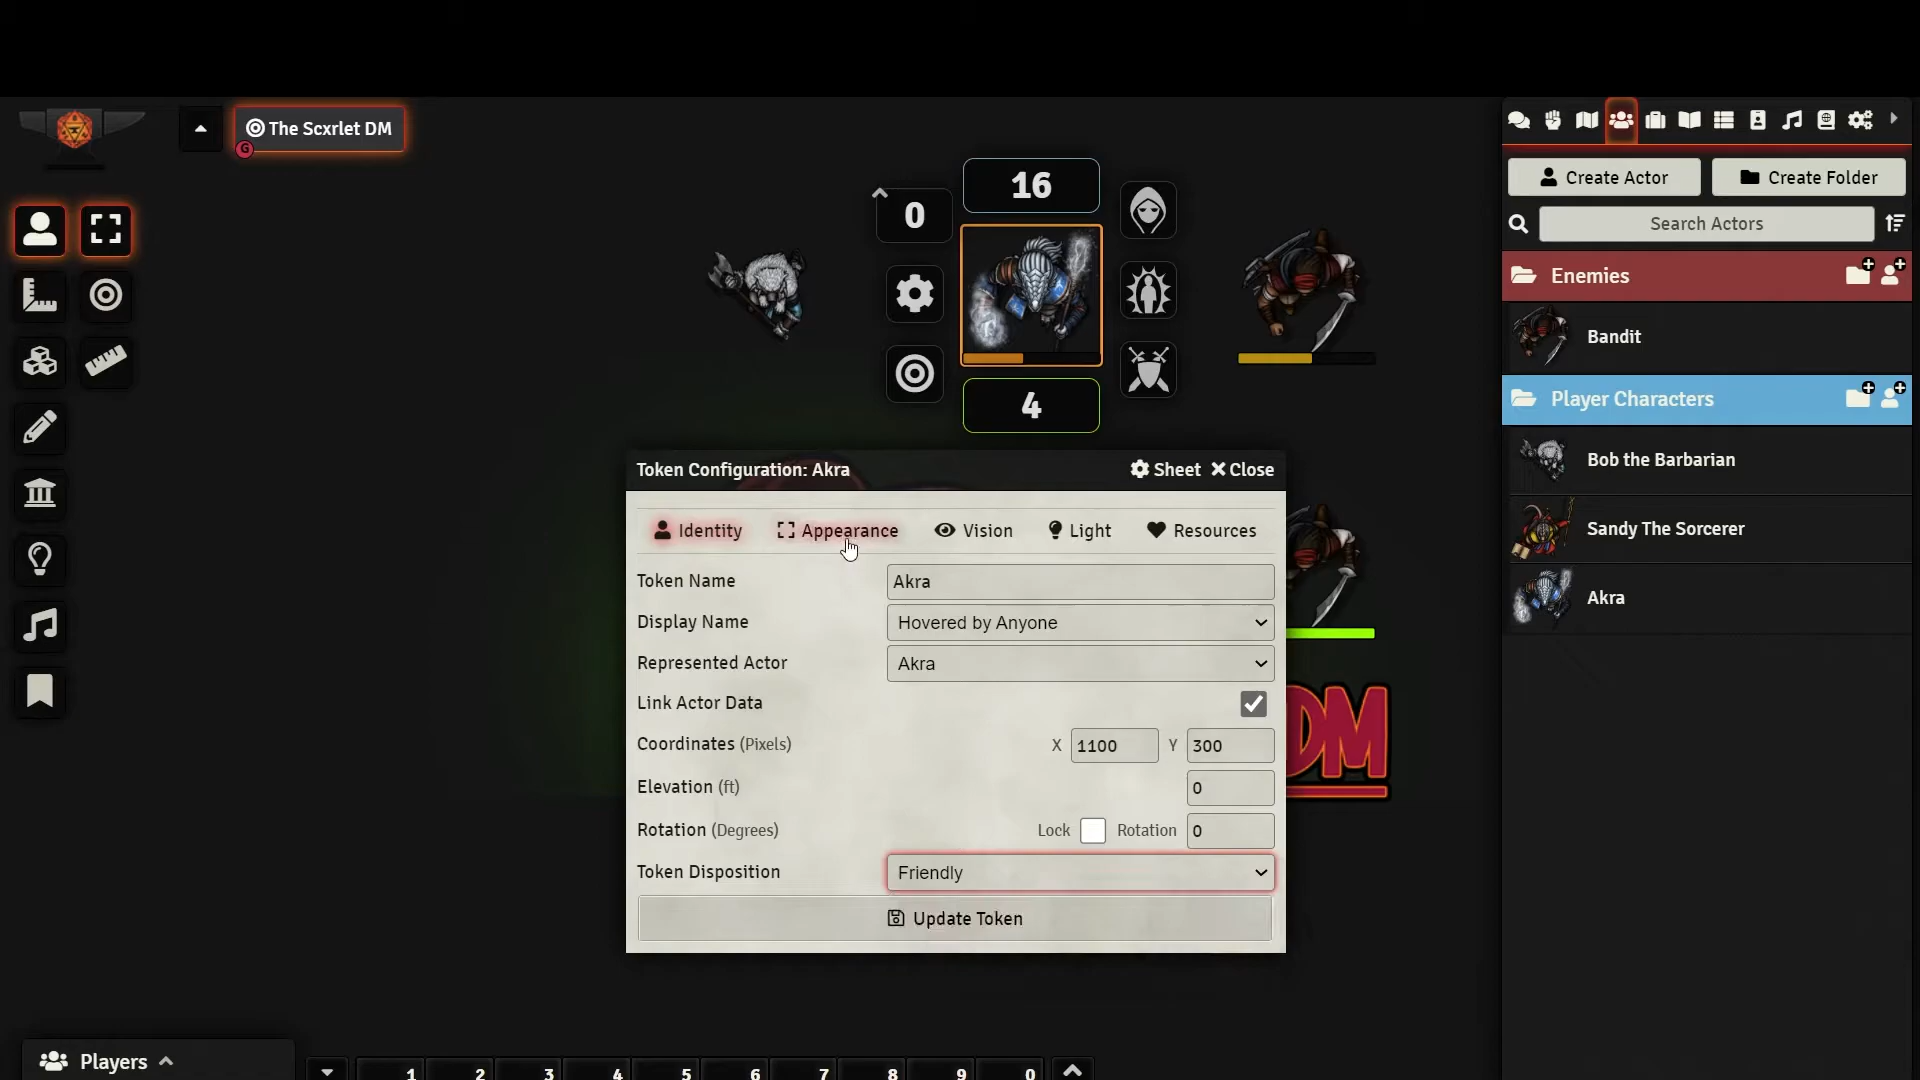 The Scxrlet DM
G
16
0
4
Create Actor
Create Folder
Search Actors
Enemies
Bandit
Player Characters
Bob the Barbarian
Sandy The Sorcerer
Akra
Token Configuration: Akra
Sheet
Close
Identity
Appearance
Vision
Light
Resources
Token Name
Akra
Display Name
Hovered by Anyone
Represented Actor
Akra
Link Actor Data
Coordinates (Pixels)
X 1100 Y 300
Elevation (ft)
0
Rotation (Degrees)
Lock
Rotation 0
Token Disposition
Friendly
Update Token
DM
Players
1 2 3 4 5 6 7 8 9 0